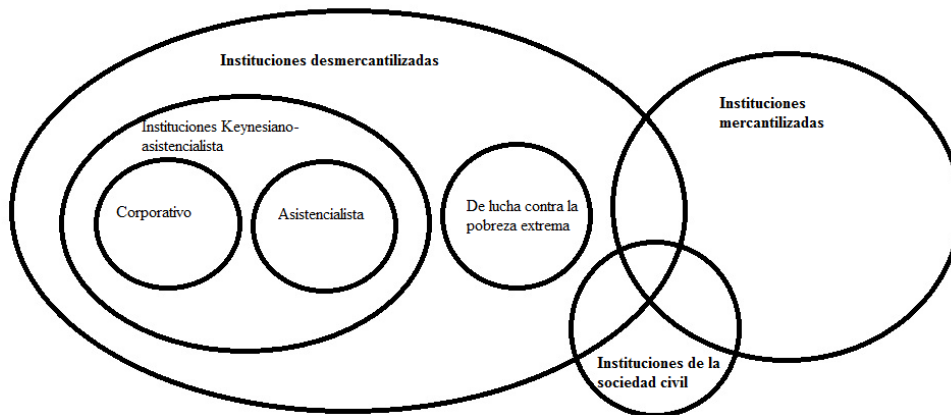 Instituciones desmercantilizadas
Instituciones
mercantilizadas
Instituciones Keynesiano-
asistencialista
Corporativo
Asistencialista
De lucha contra la
pobreza extrema
Instituciones de la
sociedad civil